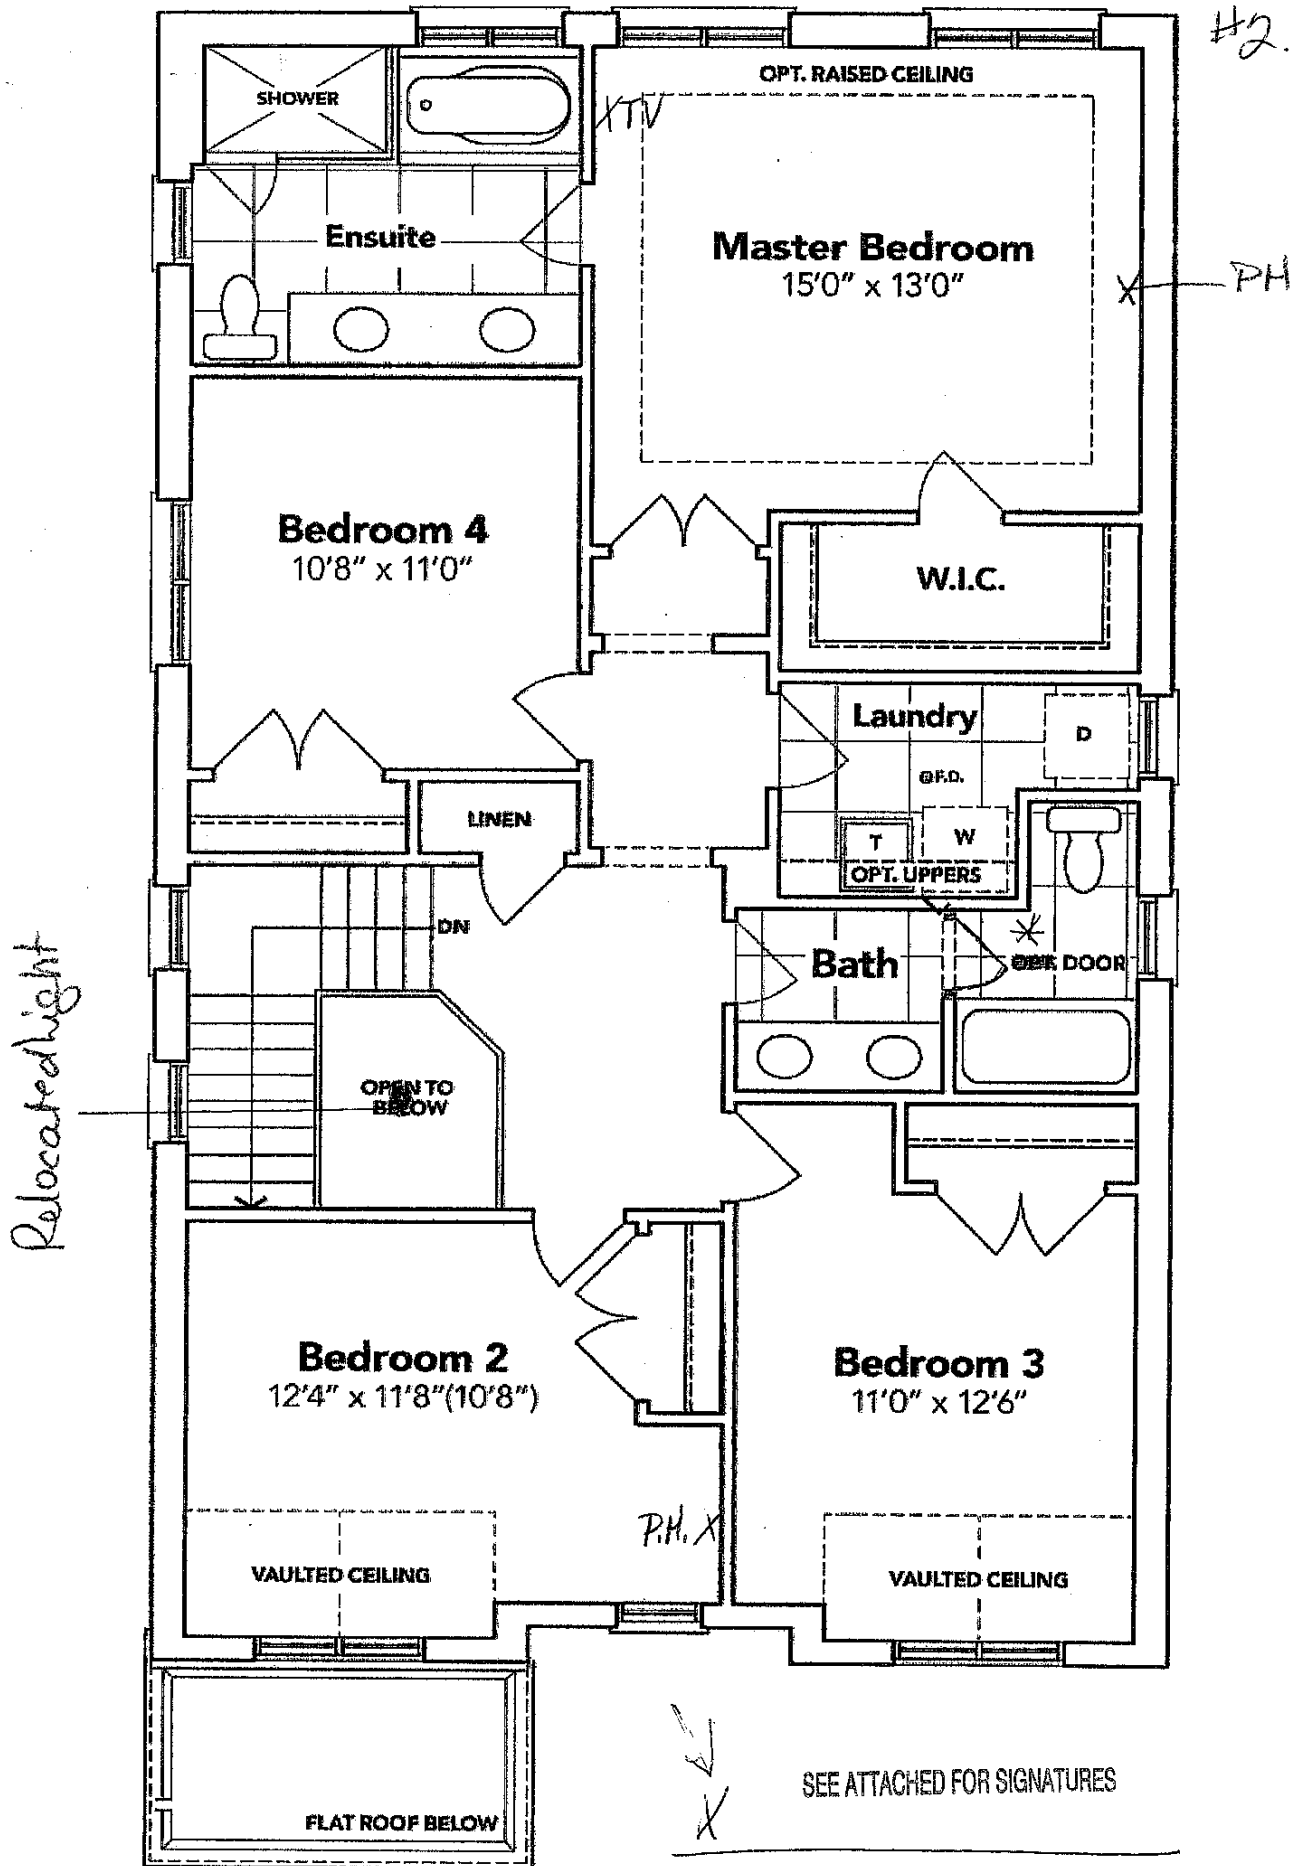 #2.
OPT. RAISED CEILING
SHOWER
XTV
Ensuite
Master Bedroom
15'0" x 13'0"
X PH
Bedroom 4
10'8" x 11'0"
W.I.C.
Laundry
D
F.D.
LINEN
T
W
OPT. UPPERS
DN
Bath
DOOR
Relocated Light
OPEN TO
BELOW
Bedroom 2
12'4" x 11'8"(10'8")
Bedroom 3
11'0" x 12'6"
P.H. X
VAULTED CEILING
VAULTED CEILING
SEE ATTACHED FOR SIGNATURES
X
FLAT ROOF BELOW